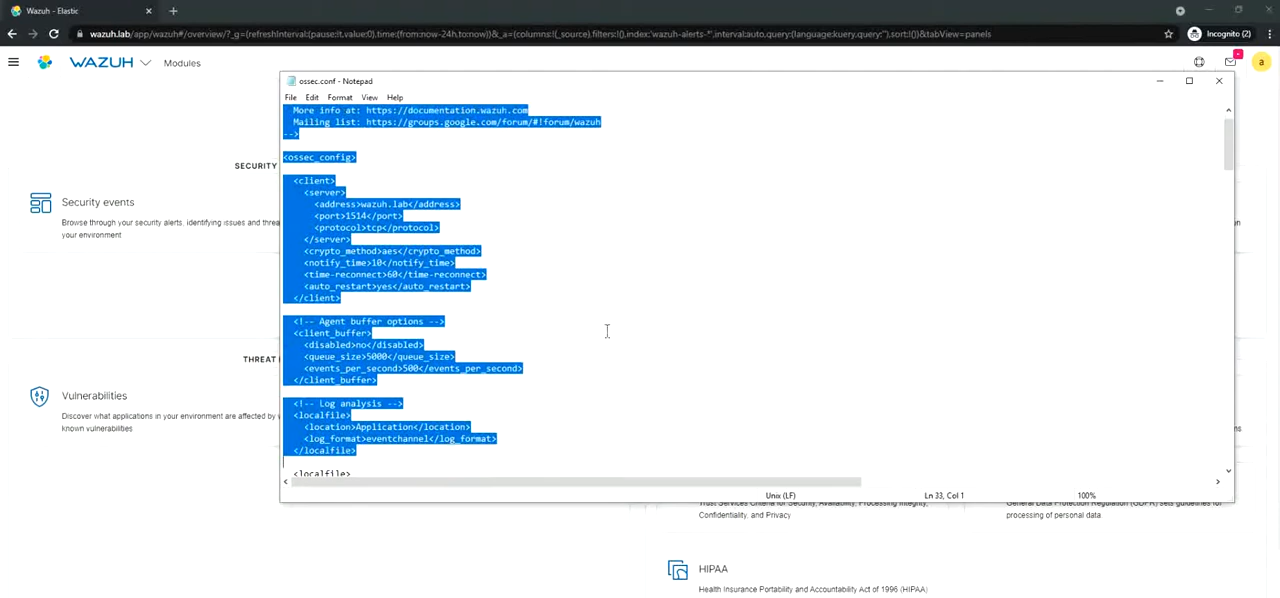 Wazuh - Elastic
wazuh.lab/app/wazuh#/overview/?_g=(refreshInterval:(pause:!t,value:0),time:(from:now-24h,to:now))&_a=(columns:!(_source),filters:!(),index:'wazuh-alerts-*',interval:auto,query:(language:kuery,query:''),sort:!())&tabView=panels
Incognito (2)
WAZUH
Modules
a
ossec.conf - Notepad
File Edit Format View Help
More info at: https://documentation.wazuh.com
Mailing list: https://groups.google.com/forum/#!forum/wazuh
-->
<ossec_config>
<client>
<server>
<address>wazuh.lab</address>
<port>1514</port>
<protocol>tcp</protocol>
</server>
<crypto_method>aes</crypto_method>
<notify_time>10</notify_time>
<time-reconnect>60</time-reconnect>
<auto_restart>yes</auto_restart>
</client>
<!-- Agent buffer options -->
<client_buffer>
<disabled>no</disabled>
<queue_size>5000</queue_size>
<events_per_second>500</events_per_second>
</client_buffer>
<!-- Log analysis -->
<localfile>
<location>Application</location>
<log_format>eventchannel</log_format>
</localfile>
<localfile>
Unix (LF)
Ln 33, Col 1
100%
SECURITY
Security events
Browse through your security alerts, identifying issues and
your environment
THREAT
Vulnerabilities
Discover what applications in your environment are affected by
known vulnerabilities
Trust Services Criteria for Security, Availability, Processing Integrity,
Confidentiality, and Privacy
General Data Protection Regulation (GDPR) sets guidelines for
processing of personal data.
HIPAA
Health Insurance Portability and Accountability Act of 1996 (HIPAA)